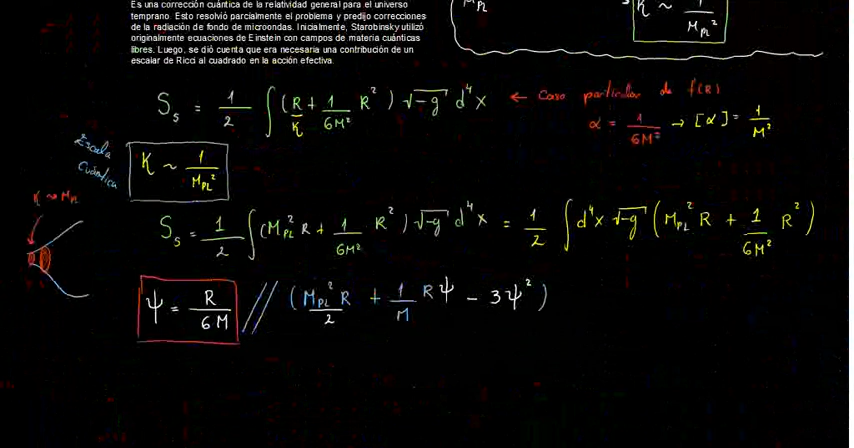 Es una corrección cuántica de la relatividad general para el universo
temprano. Esto resolvió parcialmente el problema y predijo correcciones
de la radiación de fondo de microondas. Inicialmente, Starobinsky utilizó
originalmente ecuaciones de Einstein con campos de materia cuánticas
libres. Luego, se dió cuenta que era necesaria una contribución de un
escalar de Ricci al cuadrado en la acción efectiva.
M_PL
K ~ 1/M_PL²
S_s = 1/2 ∫ (R/K + 1/6M² R²) √-g d⁴x ← Caso particular de f(R)
α = 1/6M² → [α] = 1/M²
Escala Cuántica
K ~ 1/M_PL²
K ~ M_PL
S_s = 1/2 ∫ (M_PL² R + 1/6M² R²) √-g d⁴x = 1/2 ∫ d⁴x √-g (M_PL² R + 1/6M² R²)
ψ = R/6M // (M_PL² R/2 + 1/M Rψ - 3ψ²)